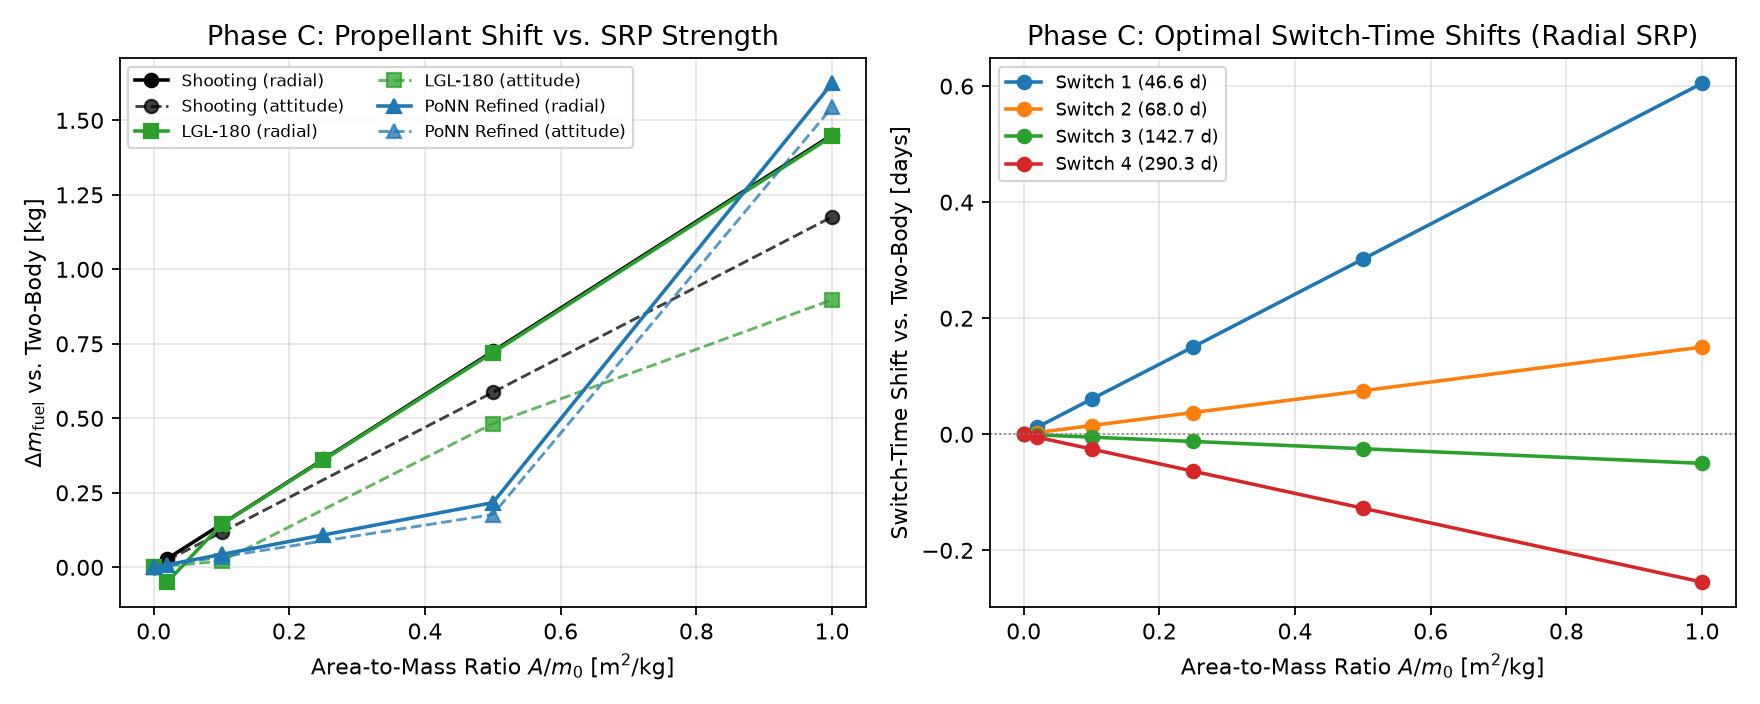 Phase C: Propellant Shift vs. SRP Strength
Shooting (radial)
Shooting (attitude)
LGL-180 (radial)
LGL-180 (attitude)
PoNN Refined (radial)
PoNN Refined (attitude)
Δm_fuel vs. Two-Body [kg]
1.50
1.25
1.00
0.75
0.50
0.25
0.00
0.0 0.2 0.4 0.6 0.8 1.0
Area-to-Mass Ratio A/m₀ [m²/kg]
Phase C: Optimal Switch-Time Shifts (Radial SRP)
Switch 1 (46.6 d)
Switch 2 (68.0 d)
Switch 3 (142.7 d)
Switch 4 (290.3 d)
Switch-Time Shift vs. Two-Body [days]
0.6
0.4
0.2
0.0
−0.2
0.0 0.2 0.4 0.6 0.8 1.0
Area-to-Mass Ratio A/m₀ [m²/kg]